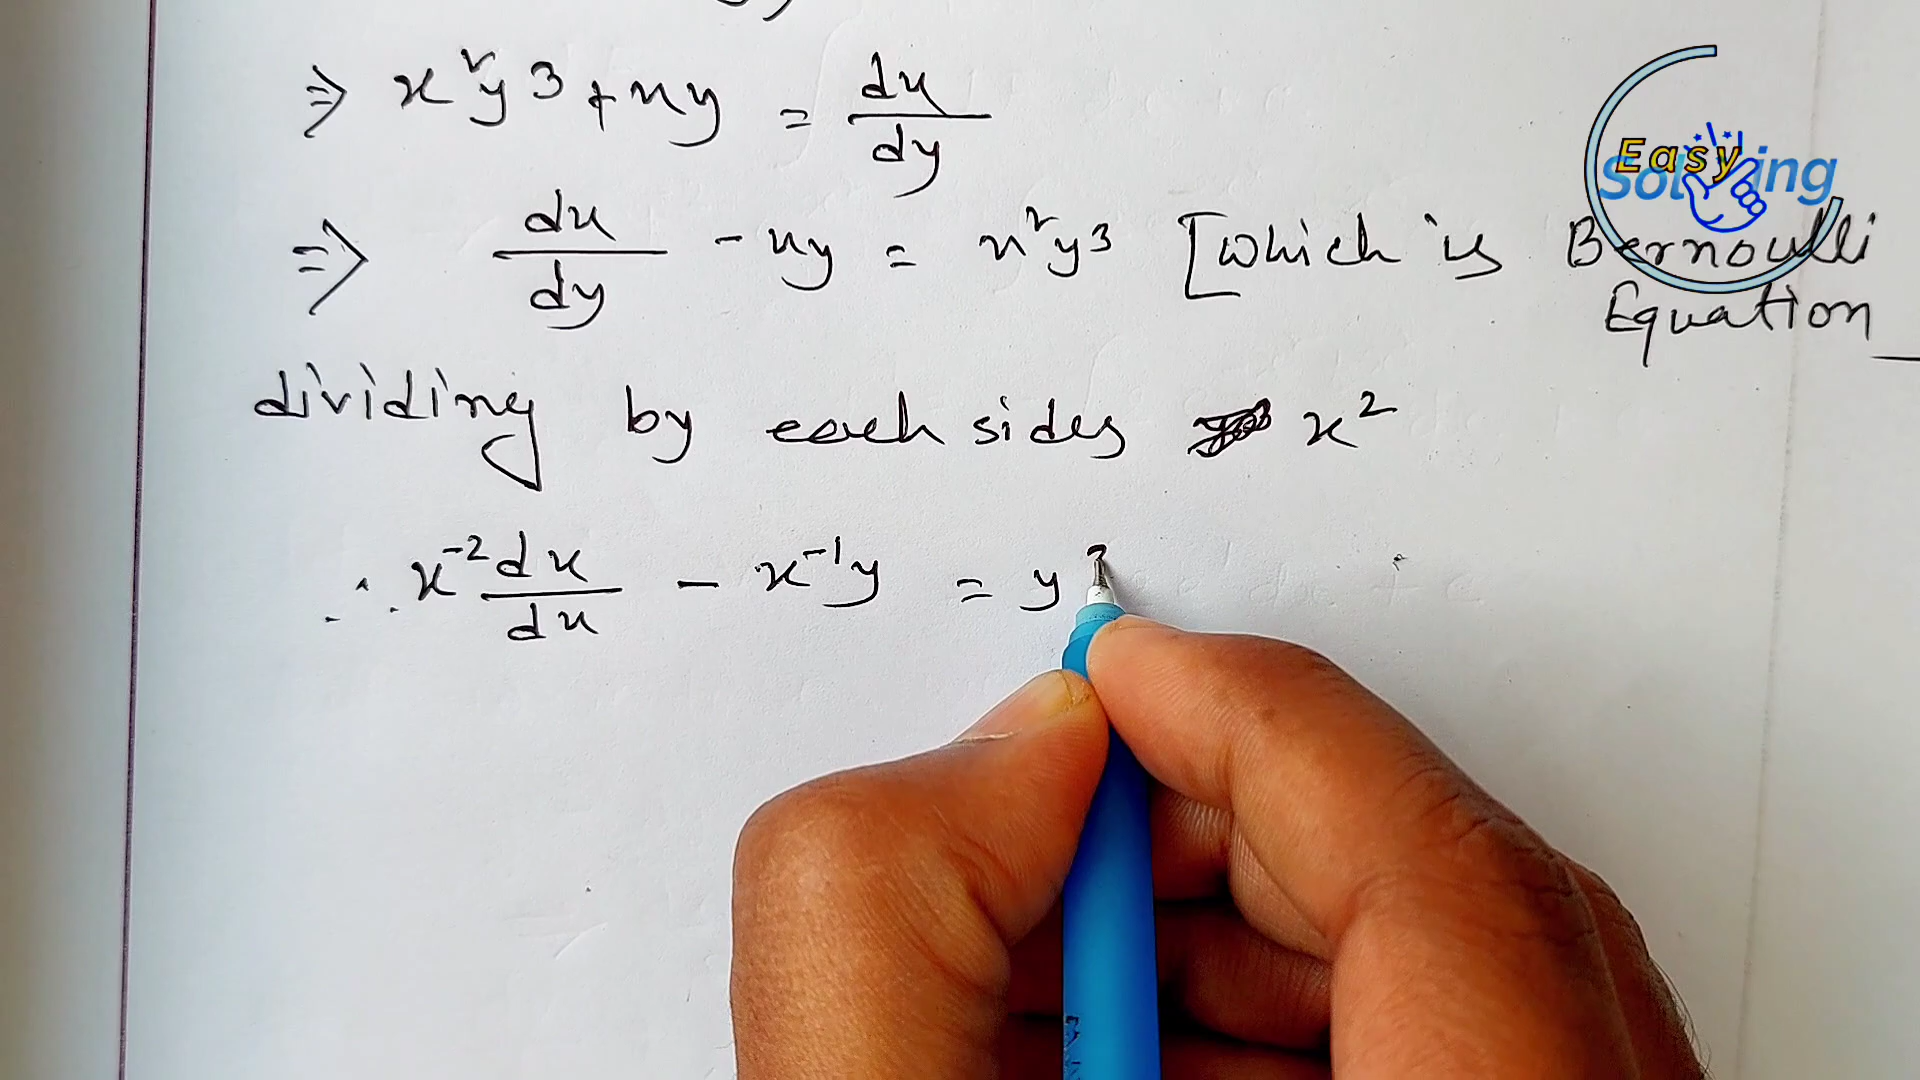 ⇒ x²y³ + xy = dx/dy
⇒ dx/dy - xy = x²y³ [which is Bernoulli
Equation
dividing by each sides x²
∴ x⁻² dx/dx - x⁻¹y = y³
Easy
Solving